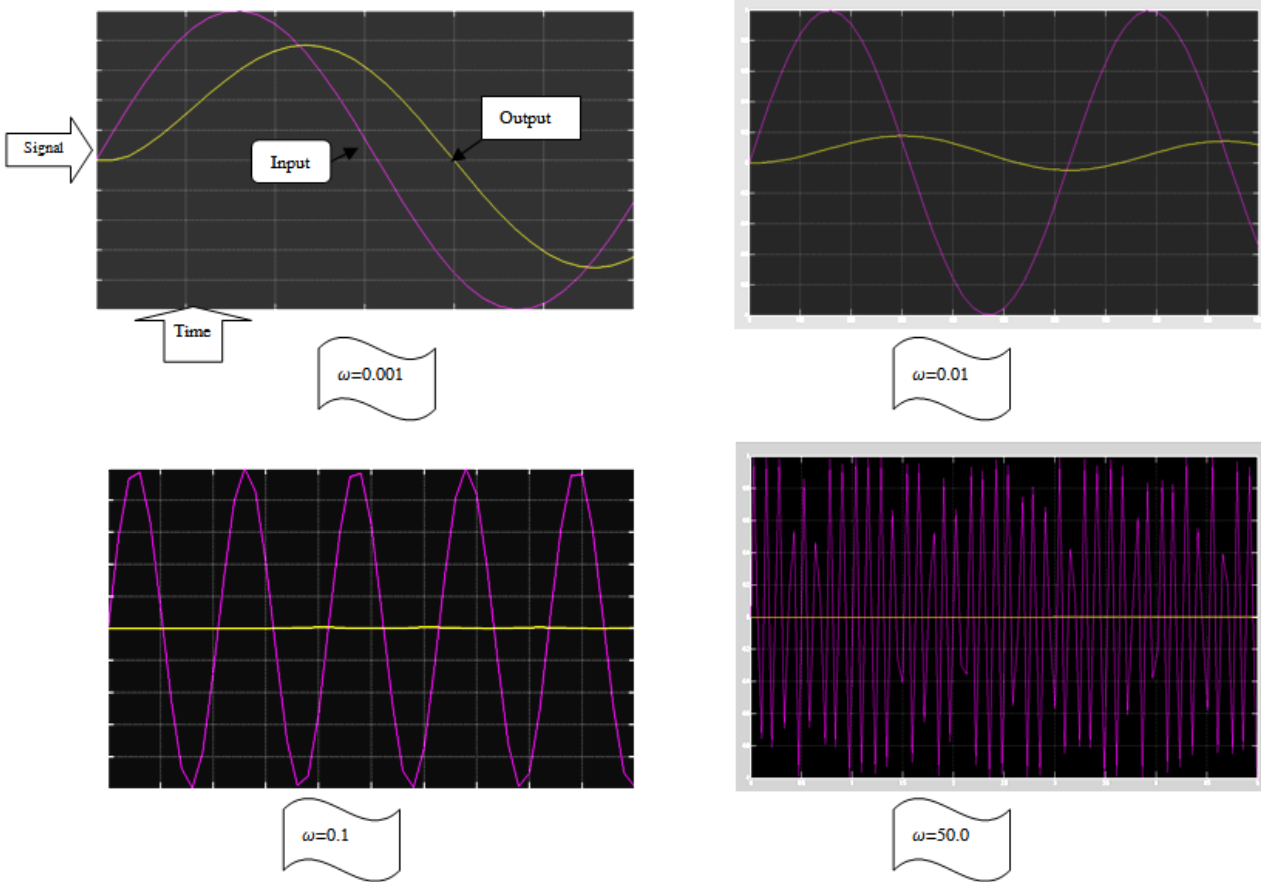 Signal
Input
Output
Time
ω=0.001
ω=0.01
ω=0.1
ω=50.0